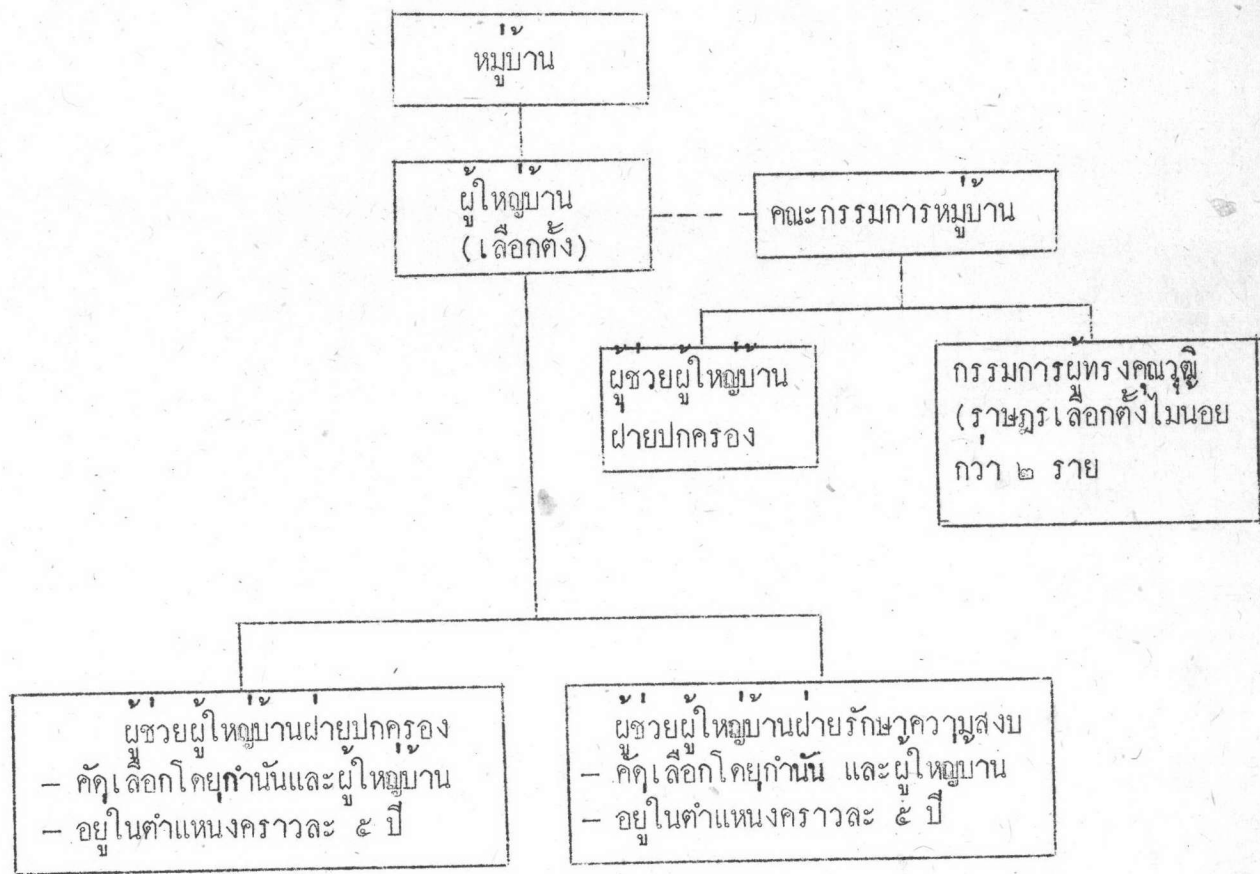 หมู่บ้าน
ผู้ใหญ่บ้าน
(เลือกตั้ง)
คณะกรรมการหมู่บ้าน
ผู้ช่วยผู้ใหญ่บ้าน
ฝ่ายปกครอง
กรรมการผู้ทรงคุณวุฒิ
(ราษฎรเลือกตั้งไม่น้อย
กว่า ๒ ราย
ผู้ช่วยผู้ใหญ่บ้านฝ่ายปกครอง
– คัดเลือกโดยกำนันและผู้ใหญ่บ้าน
– อยู่ในตำแหน่งคราวละ ๕ ปี
ผู้ช่วยผู้ใหญ่บ้านฝ่ายรักษาความสงบ
– คัดเลือกโดยกำนัน และผู้ใหญ่บ้าน
– อยู่ในตำแหน่งคราวละ ๕ ปี